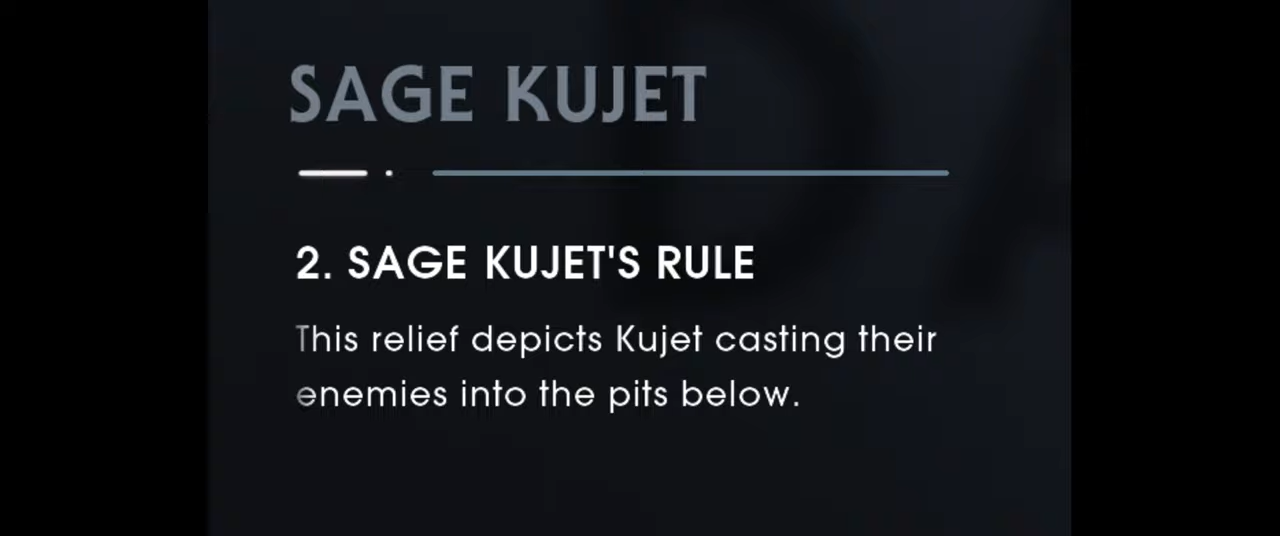 SAGE KUJET
2. SAGE KUJET'S RULE
This relief depicts Kujet casting their
enemies into the pits below.